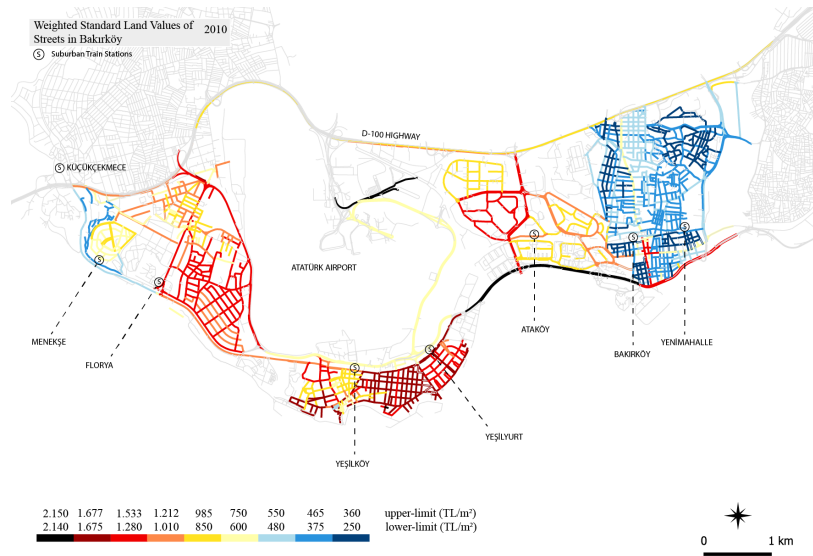 Weighted Standard Land Values of 2010
Streets in Bakırköy
S Suburban Train Stations
D-100 HIGHWAY
S KÜÇÜKÇEKMECE
ATATÜRK AIRPORT
S
S
S
S
S
S
S
MENEKŞE
FLORYA
ATAKÖY
BAKIRKÖY
YENİMAHALLE
YEŞİLYURT
YEŞİLKÖY
2.150 1.677 1.533 1.212 985 750 550 465 360 upper-limit (TL/m²)
2.140 1.675 1.280 1.010 850 600 480 375 250 lower-limit (TL/m²)
0 1 km